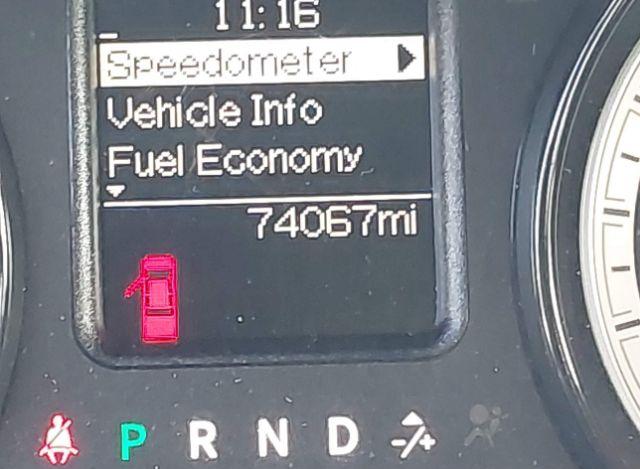 11:16
Speedometer
Vehicle Info
Fuel Economy
74067mi
P R N D -/+